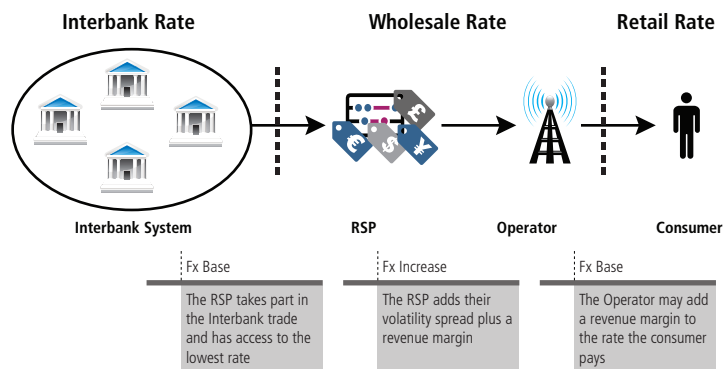 Interbank Rate
Wholesale Rate
Retail Rate
£
€
$
¥
Interbank System
RSP
Operator
Consumer
Fx Base
The RSP takes part in
the Interbank trade
and has access to the
lowest rate
Fx Increase
The RSP adds their
volatility spread plus a
revenue margin
Fx Base
The Operator may add
a revenue margin to
the rate the consumer
pays